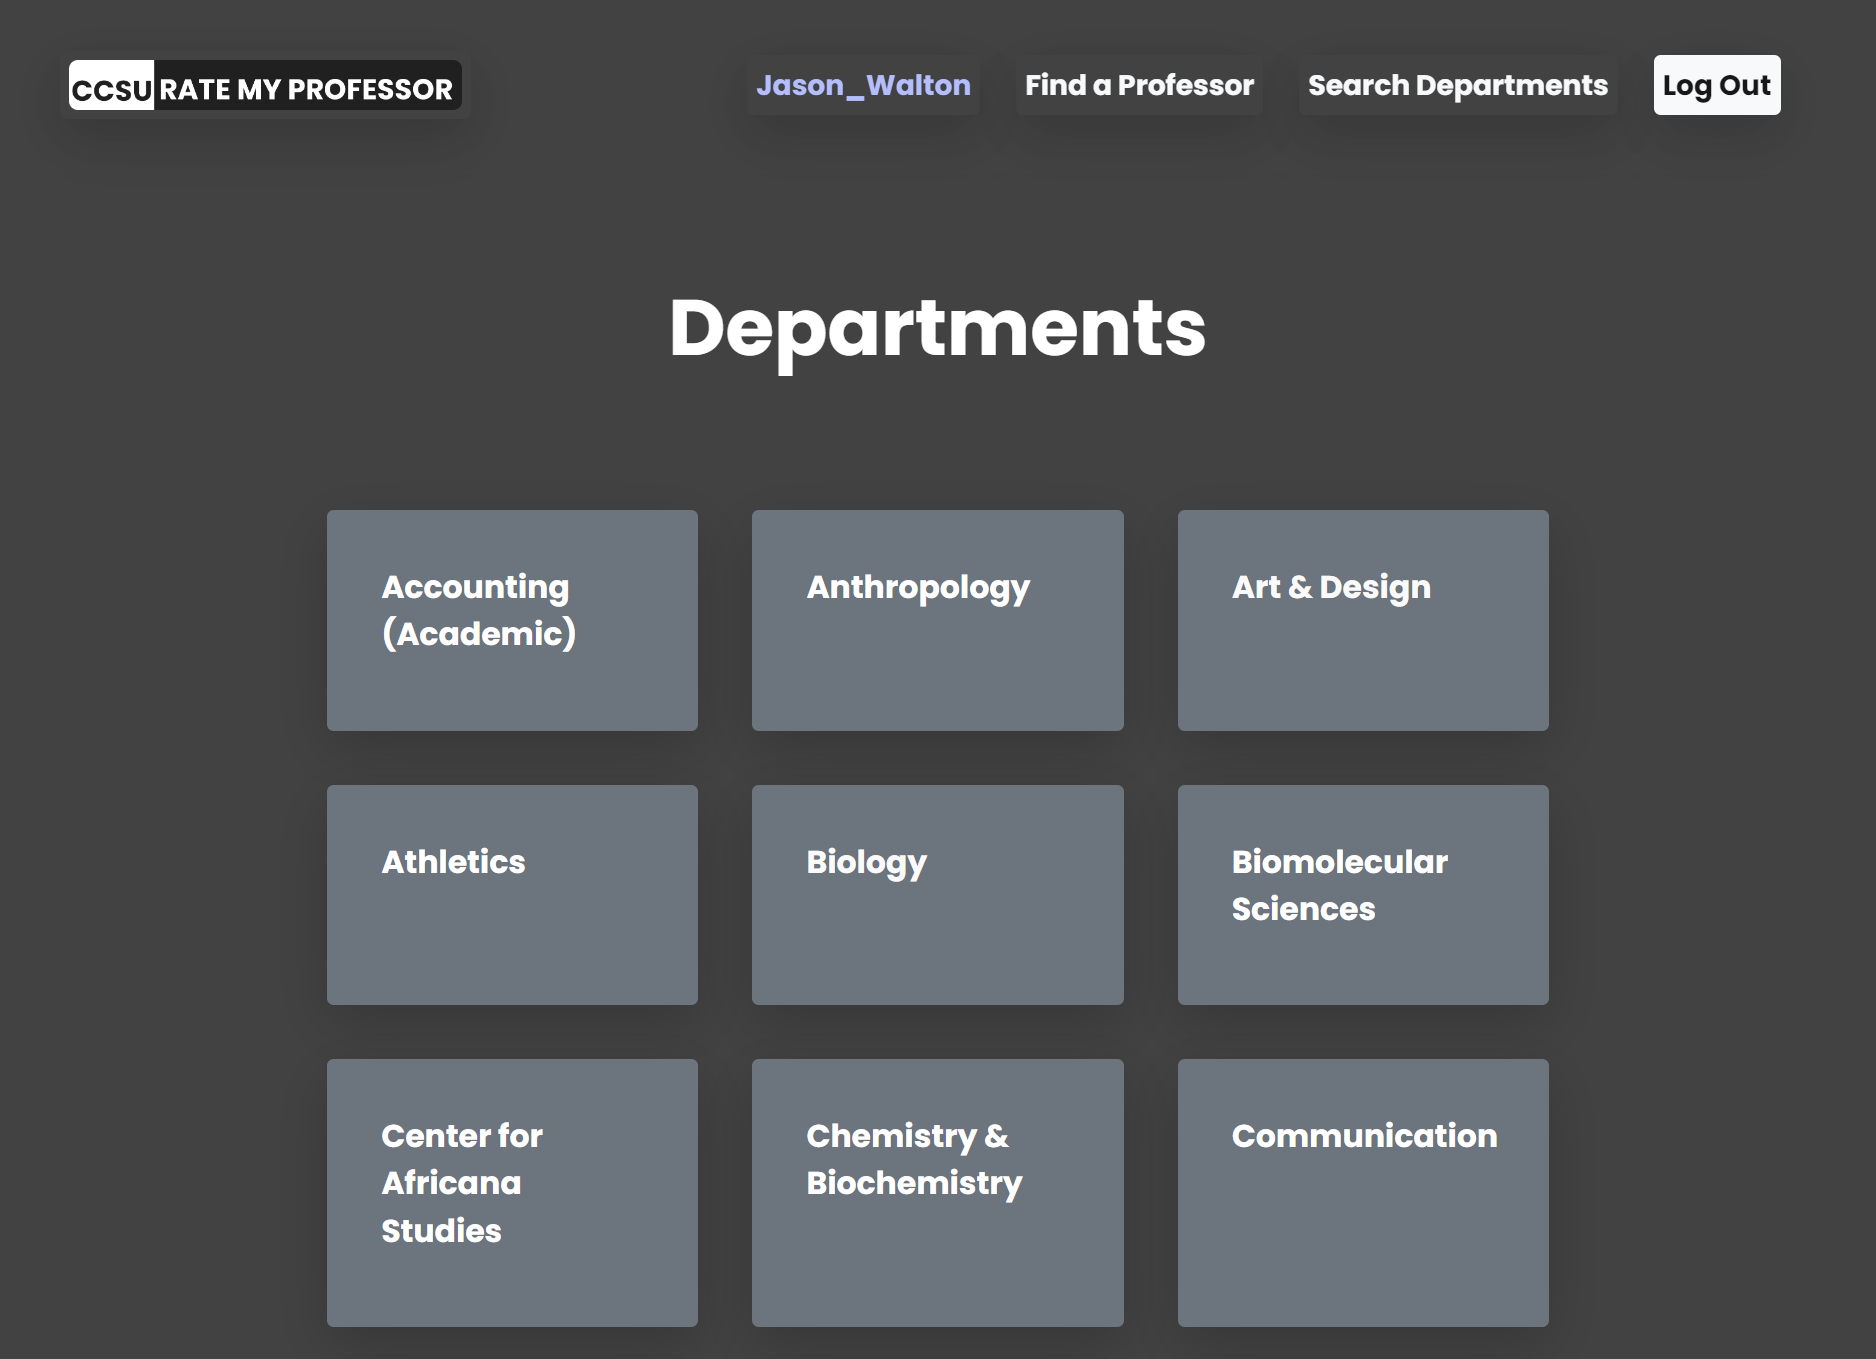 CCSU RATE MY PROFESSOR
Jason_Walton
Find a Professor
Search Departments
Log Out
Departments
Accounting
(Academic)
Anthropology
Art & Design
Athletics
Biology
Biomolecular
Sciences
Center for
Africana
Studies
Chemistry &
Biochemistry
Communication